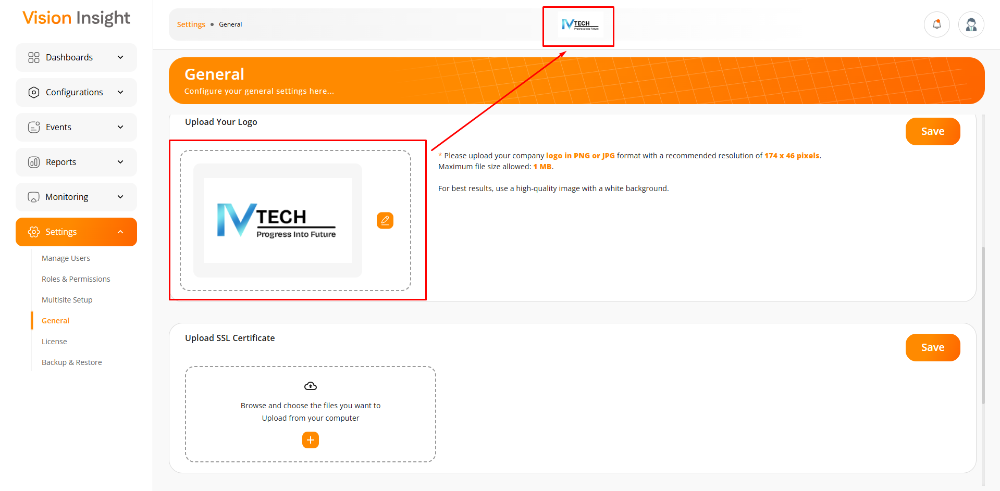 Vision Insight
Dashboards
Configurations
Events
Reports
Monitoring
Settings
Manage Users
Roles & Permissions
Multisite Setup
General
License
Backup & Restore
Settings • General
TECH
Progress Into Future
General
Configure your general settings here...
Upload Your Logo
Save
IV TECH
Progress Into Future
* Please upload your company logo in PNG or JPG format with a recommended resolution of 174 x 46 pixels.
Maximum file size allowed: 1 MB.
For best results, use a high-quality image with a white background.
Upload SSL Certificate
Save
Browse and choose the files you want to
Upload from your computer